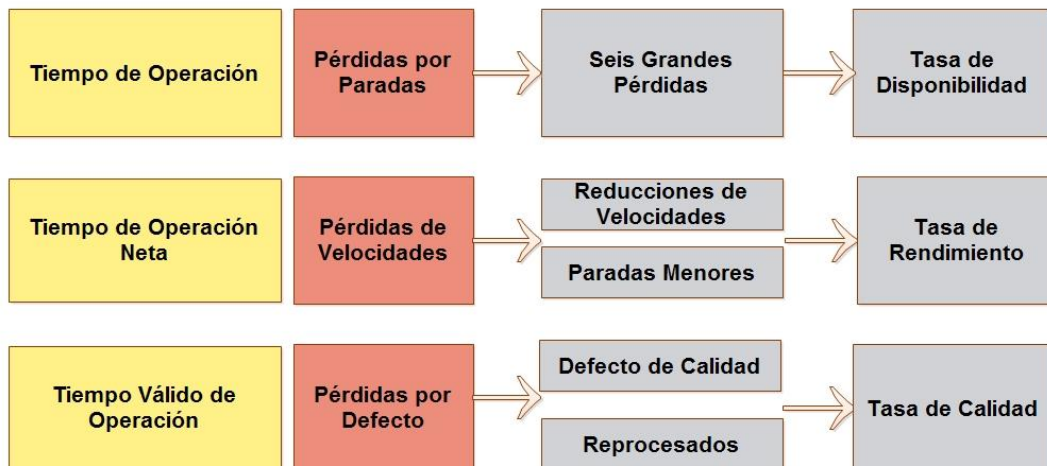 Tiempo de Operación
Pérdidas por
Paradas
Seis Grandes
Pérdidas
Tasa de
Disponibilidad
Tiempo de Operación
Neta
Pérdidas de
Velocidades
Reducciones de
Velocidades
Paradas Menores
Tasa de
Rendimiento
Tiempo Válido de
Operación
Pérdidas por
Defecto
Defecto de Calidad
Reprocesados
Tasa de Calidad